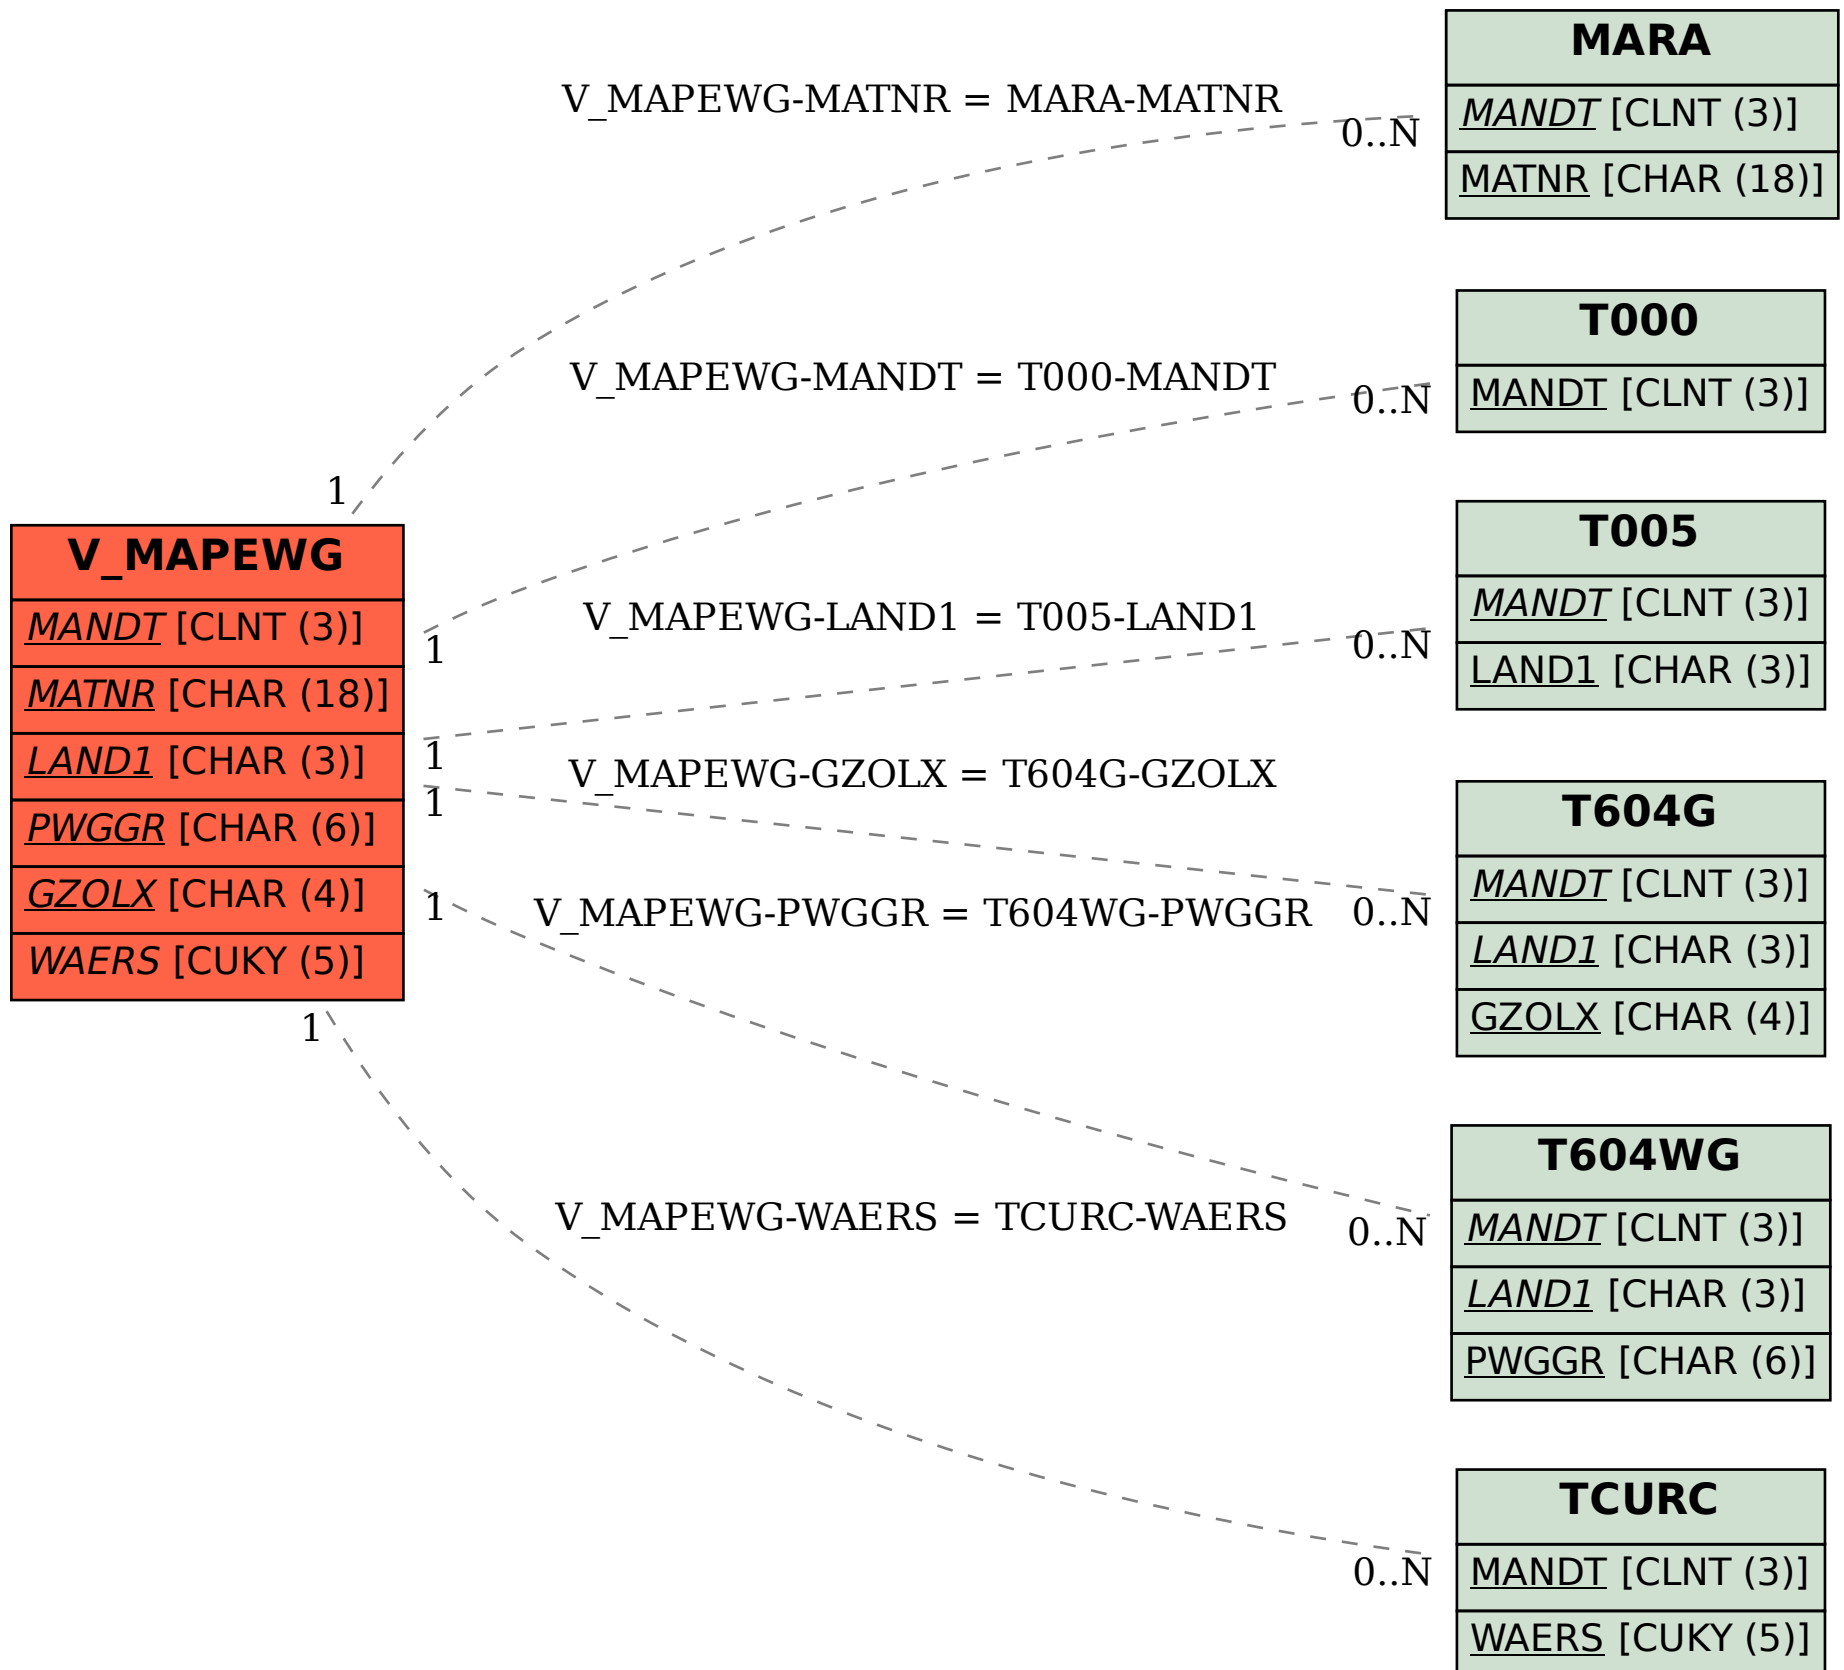 MARA
MANDT [CLNT (3)]
MATNR [CHAR (18)]
V_MAPEWG-MATNR = MARA-MATNR
0..N
1
T000
MANDT [CLNT (3)]
V_MAPEWG-MANDT = T000-MANDT
0..N
1
V_MAPEWG
MANDT [CLNT (3)]
MATNR [CHAR (18)]
LAND1 [CHAR (3)]
PWGGR [CHAR (6)]
GZOLX [CHAR (4)]
WAERS [CUKY (5)]
T005
MANDT [CLNT (3)]
LAND1 [CHAR (3)]
V_MAPEWG-LAND1 = T005-LAND1
0..N
1
V_MAPEWG-GZOLX = T604G-GZOLX
1
0..N
T604G
MANDT [CLNT (3)]
LAND1 [CHAR (3)]
GZOLX [CHAR (4)]
V_MAPEWG-PWGGR = T604WG-PWGGR
1
0..N
T604WG
MANDT [CLNT (3)]
LAND1 [CHAR (3)]
PWGGR [CHAR (6)]
V_MAPEWG-WAERS = TCURC-WAERS
1
0..N
TCURC
MANDT [CLNT (3)]
WAERS [CUKY (5)]